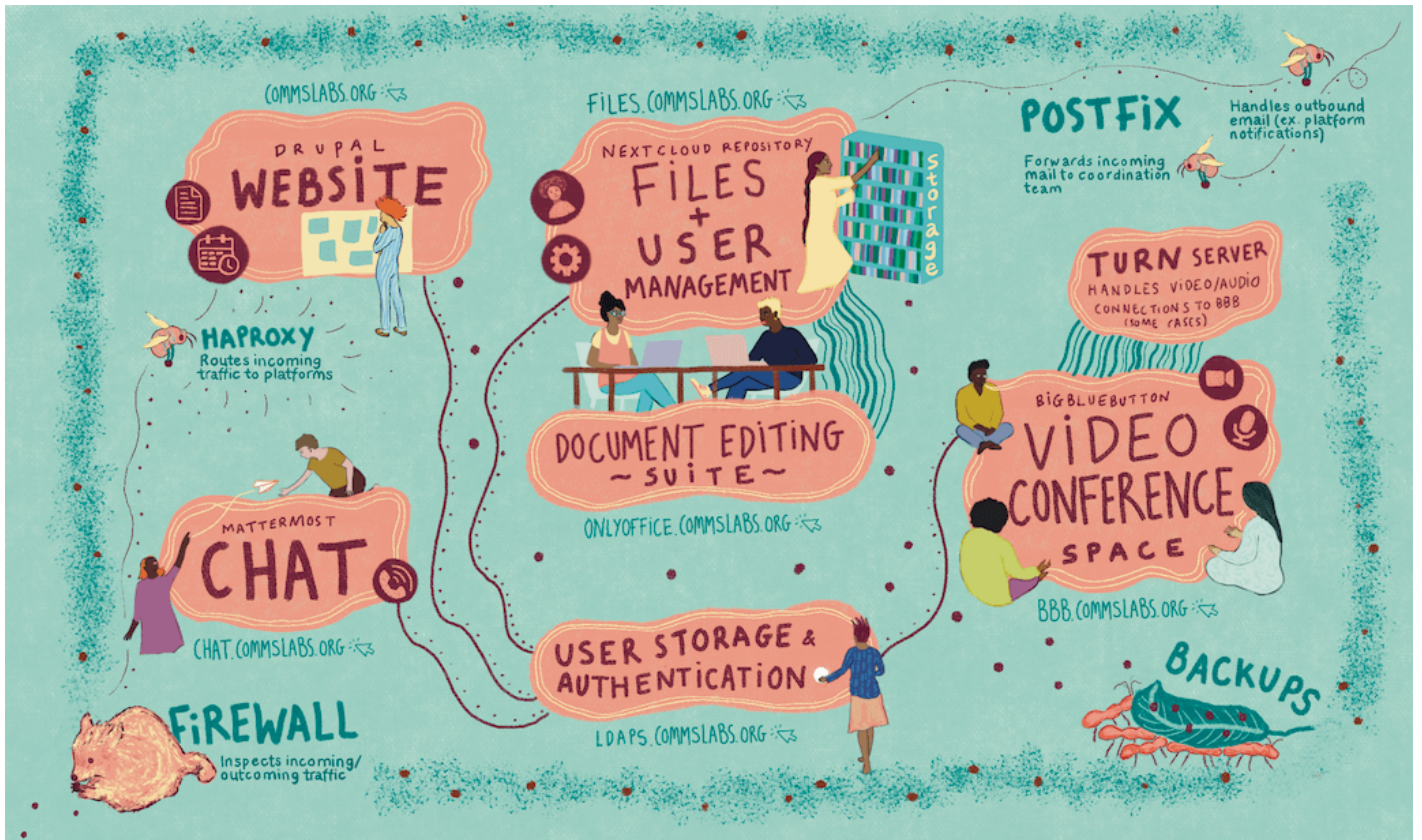 COMMSLABS.ORG
DRUPAL
WEBSITE
FILES.COMMSLABS.ORG
NEXTCLOUD REPOSITORY
FILES
+
USER
MANAGEMENT
Storage
POSTFIX
Handles outbound
email (ex. platform
notifications)
Forwards incoming
mail to coordination
team
TURN SERVER
HANDLES VIDEO/AUDIO
CONNECTIONS TO BBB
(SOME CASES)
HAPROXY
Routes incoming
traffic to platforms
DOCUMENT EDITING
~SUITE~
ONLYOFFICE.COMMSLABS.ORG
BIGBLUEBUTTON
VIDEO
CONFERENCE
SPACE
BBB.COMMSLABS.ORG
MATTERMOST
CHAT
CHAT.COMMSLABS.ORG
USER STORAGE &
AUTHENTICATION
LDAPS.COMMSLABS.ORG
FIREWALL
Inspects incoming/
outcoming traffic
BACKUPS